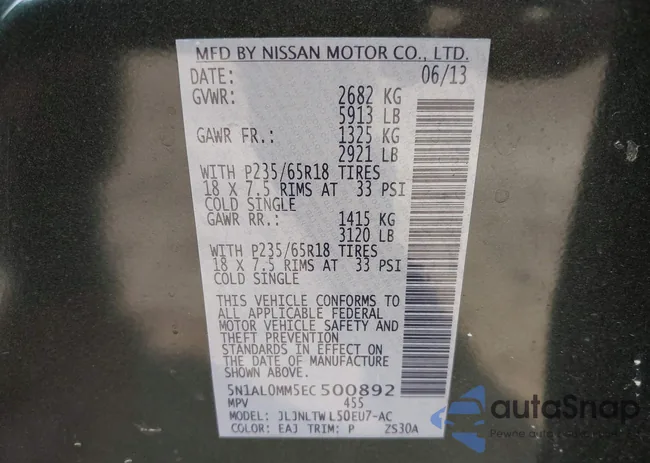 MFD BY NISSAN MOTOR CO., LTD.
DATE: 06/13
GVWR: 2682 KG
5913 LB
GAWR FR.: 1325 KG
2921 LB
WITH P235/65R18 TIRES
18 X 7.5 RIMS AT 33 PSI
COLD SINGLE
GAWR RR.: 1415 KG
3120 LB
WITH P235/65R18 TIRES
18 X 7.5 RIMS AT 33 PSI
COLD SINGLE
THIS VEHICLE CONFORMS TO
ALL APPLICABLE FEDERAL
MOTOR VEHICLE SAFETY AND
THEFT PREVENTION
STANDARDS IN EFFECT ON
THE DATE OF MANUFACTURE
SHOWN ABOVE.
5N1AL0MM5EC500892
MPV 455
MODEL: JLJNLTWL50EU7-AC
COLOR: EAJ TRIM: P ZS30A
autoSnap
Pewne auto z